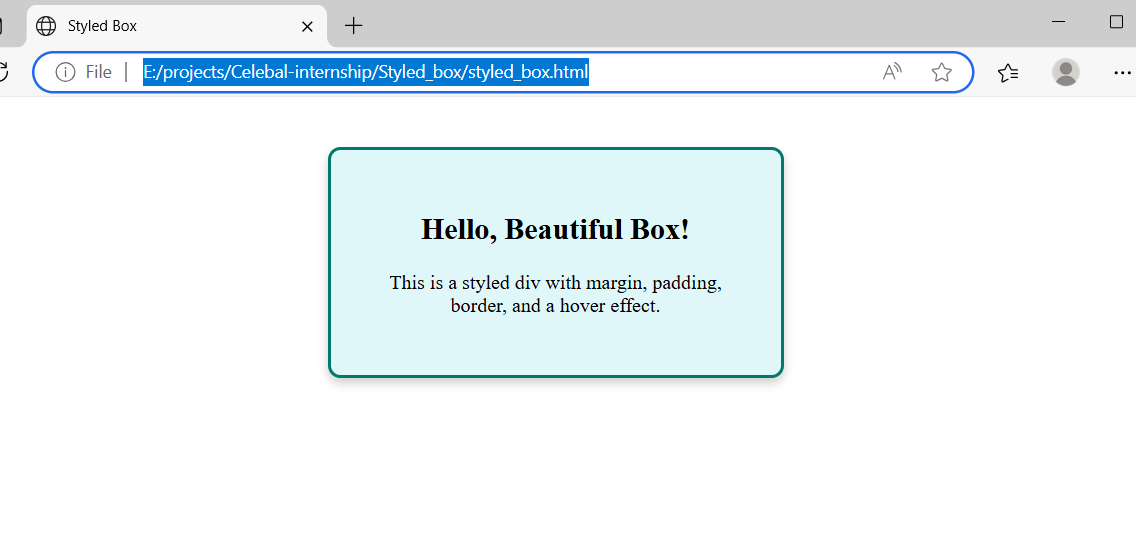 Styled Box
File
E:/projects/Celebal-internship/Styled_box/styled_box.html
Hello, Beautiful Box!
This is a styled div with margin, padding,
border, and a hover effect.